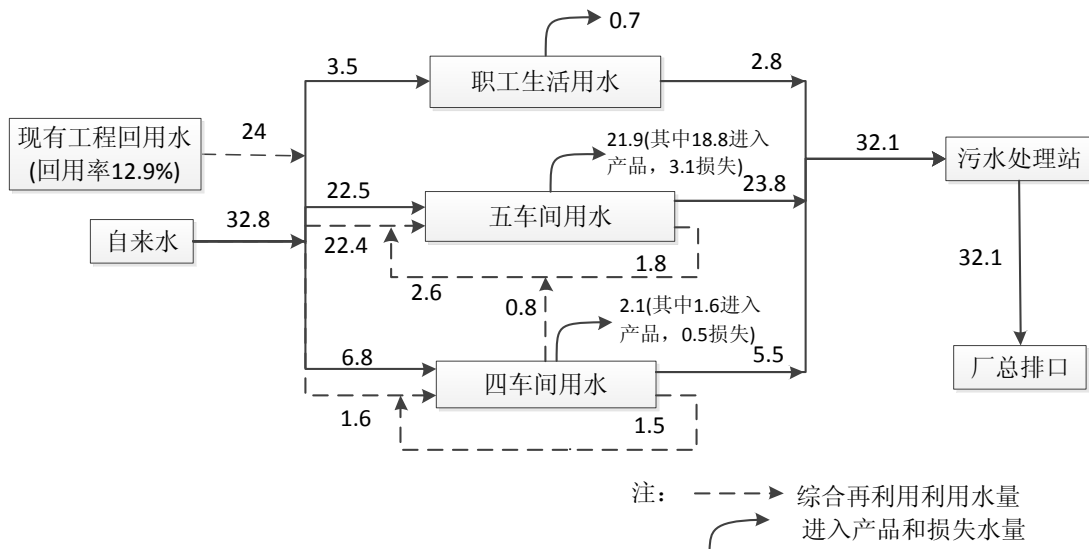 0.7
3.5
职工生活用水
2.8
现有工程回用水
(回用率12.9%)
24
21.9(其中18.8进入
产品，3.1损失)
32.1
污水处理站
22.5
五车间用水
23.8
自来水
32.8
22.4
1.8
2.6
0.8
2.1(其中1.6进入
产品，0.5损失)
32.1
6.8
四车间用水
5.5
厂总排口
1.6
1.5
注：
综合再利用利用水量
进入产品和损失水量